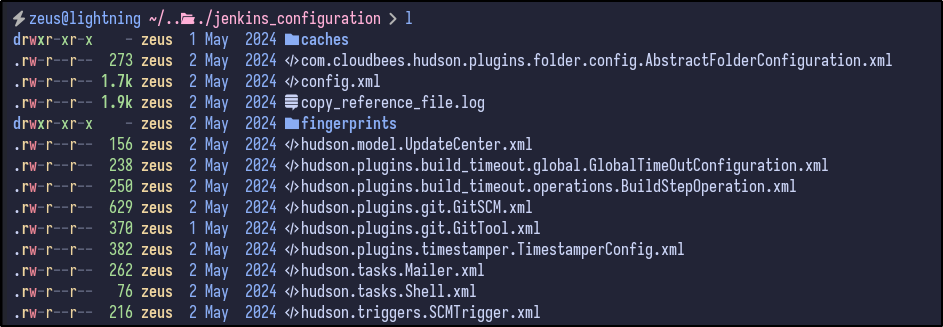 zeus@lightning ~/.../jenkins_configuration > l
drwxr-xr-x - zeus 1 May 2024 caches
.rw-r--r-- 273 zeus 2 May 2024 com.cloudbees.hudson.plugins.folder.config.AbstractFolderConfiguration.xml
.rw-r--r-- 1.7k zeus 2 May 2024 config.xml
.rw-r--r-- 1.9k zeus 2 May 2024 copy_reference_file.log
drwxr-xr-x - zeus 2 May 2024 fingerprints
.rw-r--r-- 156 zeus 2 May 2024 hudson.model.UpdateCenter.xml
.rw-r--r-- 238 zeus 2 May 2024 hudson.plugins.build_timeout.global.GlobalTimeOutConfiguration.xml
.rw-r--r-- 250 zeus 2 May 2024 hudson.plugins.build_timeout.operations.BuildStepOperation.xml
.rw-r--r-- 629 zeus 2 May 2024 hudson.plugins.git.GitSCM.xml
.rw-r--r-- 370 zeus 1 May 2024 hudson.plugins.git.GitTool.xml
.rw-r--r-- 382 zeus 2 May 2024 hudson.plugins.timestamper.TimestamperConfig.xml
.rw-r--r-- 262 zeus 2 May 2024 hudson.tasks.Mailer.xml
.rw-r--r-- 76 zeus 2 May 2024 hudson.tasks.Shell.xml
.rw-r--r-- 216 zeus 2 May 2024 hudson.triggers.SCMTrigger.xml